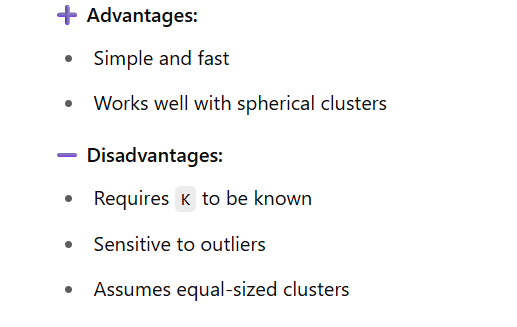 ➕ Advantages:
• Simple and fast
• Works well with spherical clusters
➖ Disadvantages:
• Requires K to be known
• Sensitive to outliers
• Assumes equal-sized clusters